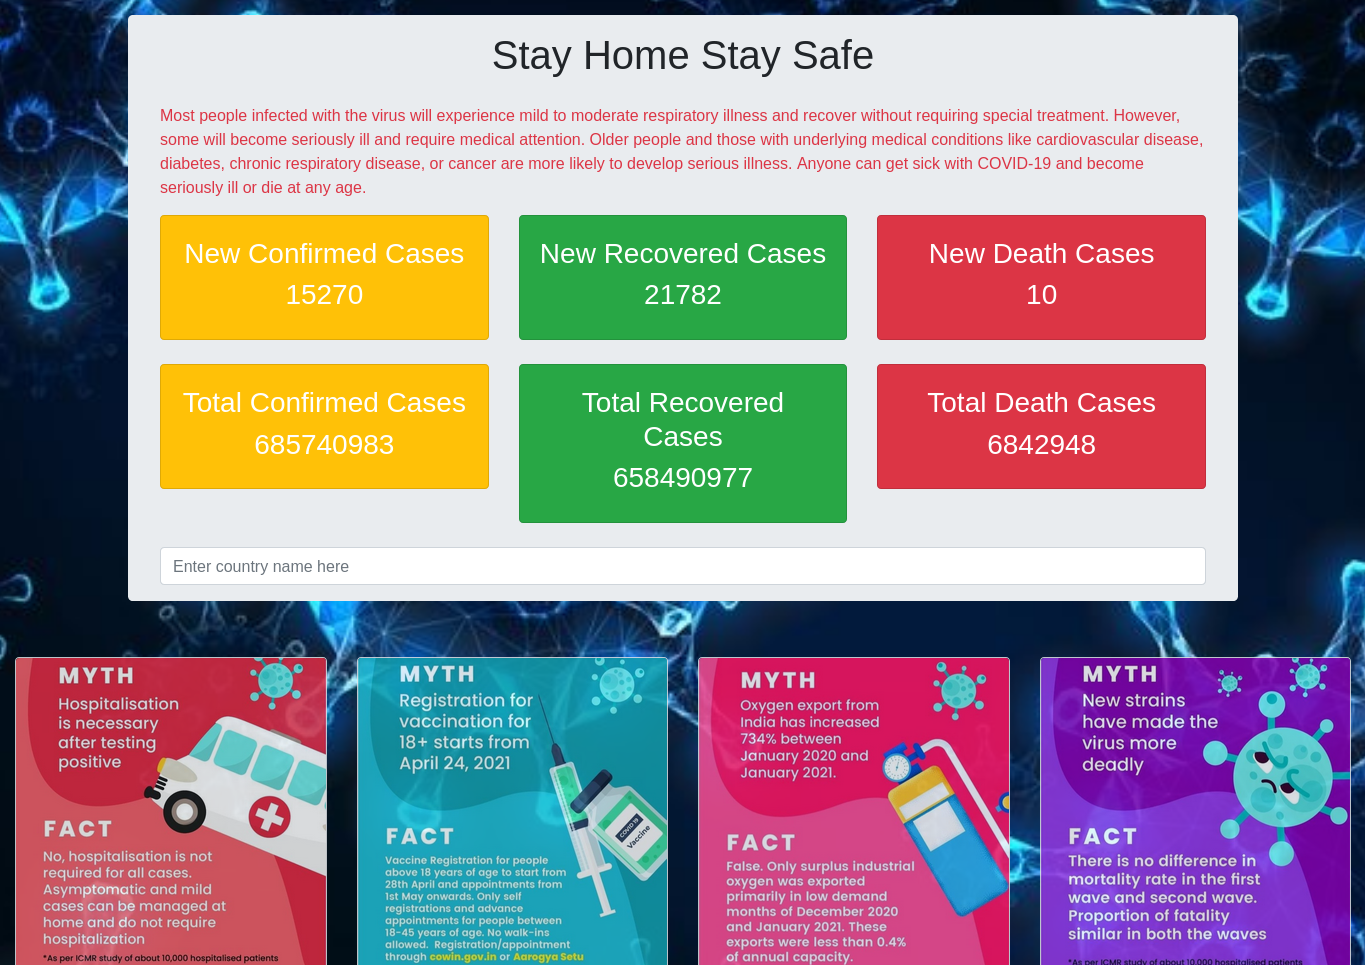 Stay Home Stay Safe
Most people infected with the virus will experience mild to moderate respiratory illness and recover without requiring special treatment. However,
some will become seriously ill and require medical attention. Older people and those with underlying medical conditions like cardiovascular disease,
diabetes, chronic respiratory disease, or cancer are more likely to develop serious illness. Anyone can get sick with COVID-19 and become
seriously ill or die at any age.
New Confirmed Cases
15270
New Recovered Cases
21782
New Death Cases
10
Total Confirmed Cases
685740983
Total Recovered
Cases
658490977
Total Death Cases
6842948
Enter country name here
MYTH
Hospitalisation
is necessary
after testing
positive
FACT
No, hospitalisation is not
required for all cases.
Asymptomatic and mild
cases can be managed at
home and do not require
hospitalization
*As per ICMR study of about 10,000 hospitalised patients
MYTH
Registration for
vaccination for
18+ starts from
April 24, 2021
COVID 19
Vaccine
FACT
Vaccine Registration for people
above 18 years of age to start from
28th April and appointments from
1st May onwards. Only self
registrations and advance
appointments for people between
18-45 years of age. No walk-ins
allowed. Registration/appointment
through cowin.gov.in or Aarogya Setu
MYTH
Oxygen export from
India has increased
734% between
January 2020 and
January 2021.
FACT
False. Only surplus industrial
oxygen was exported
primarily in low demand
months of December 2020
and January 2021. These
exports were less than 0.4%
of annual capacity.
MYTH
New strains
have made the
virus more
deadly
FACT
There is no difference in
mortality rate in the first
wave and second wave.
Proportion of fatality
similar in both the waves
*As per ICMR study of about 10,000 hospitalised patients